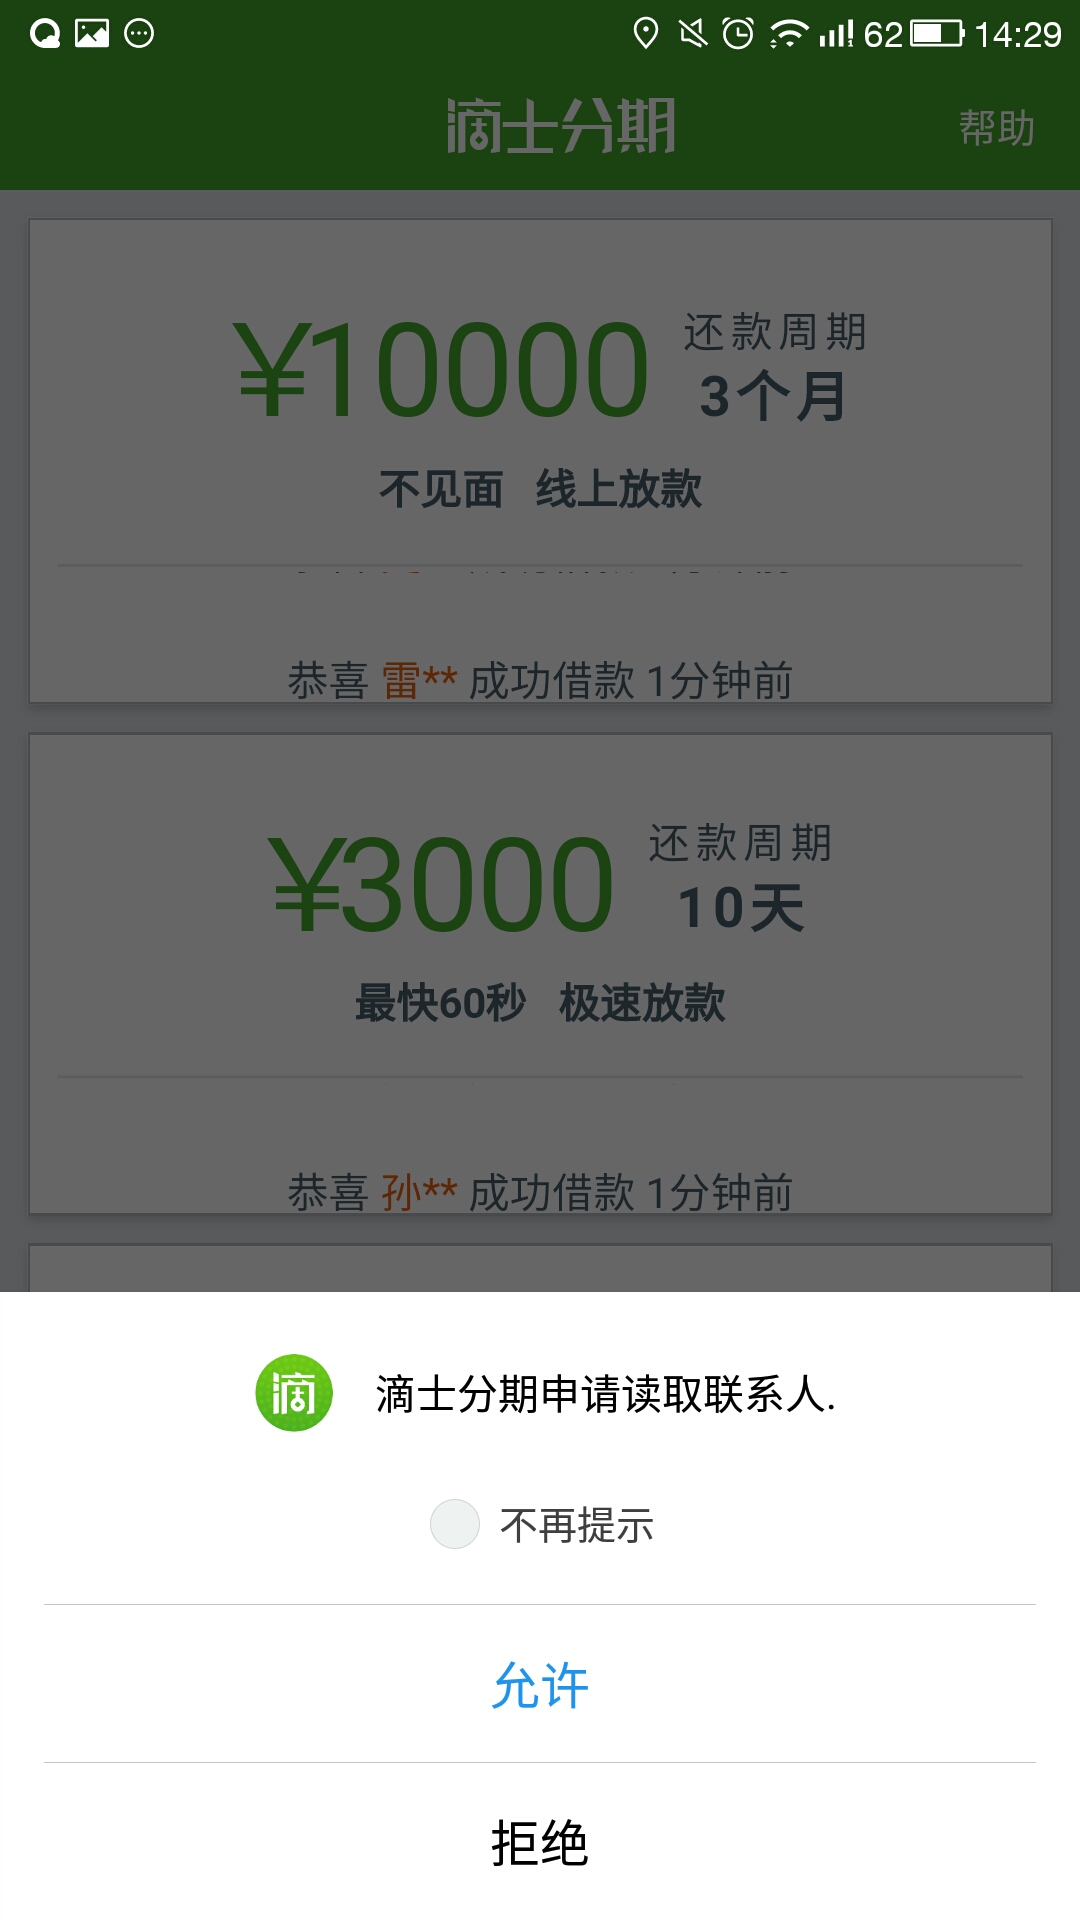 62 14:29
滴士分期 帮助
¥10000 还款周期
3个月
不见面 线上放款
恭喜 雷** 成功借款 1分钟前
¥3000 还款周期
10天
最快60秒 极速放款
恭喜 孙** 成功借款 1分钟前
滴 滴士分期申请读取联系人.
不再提示
允许
拒绝